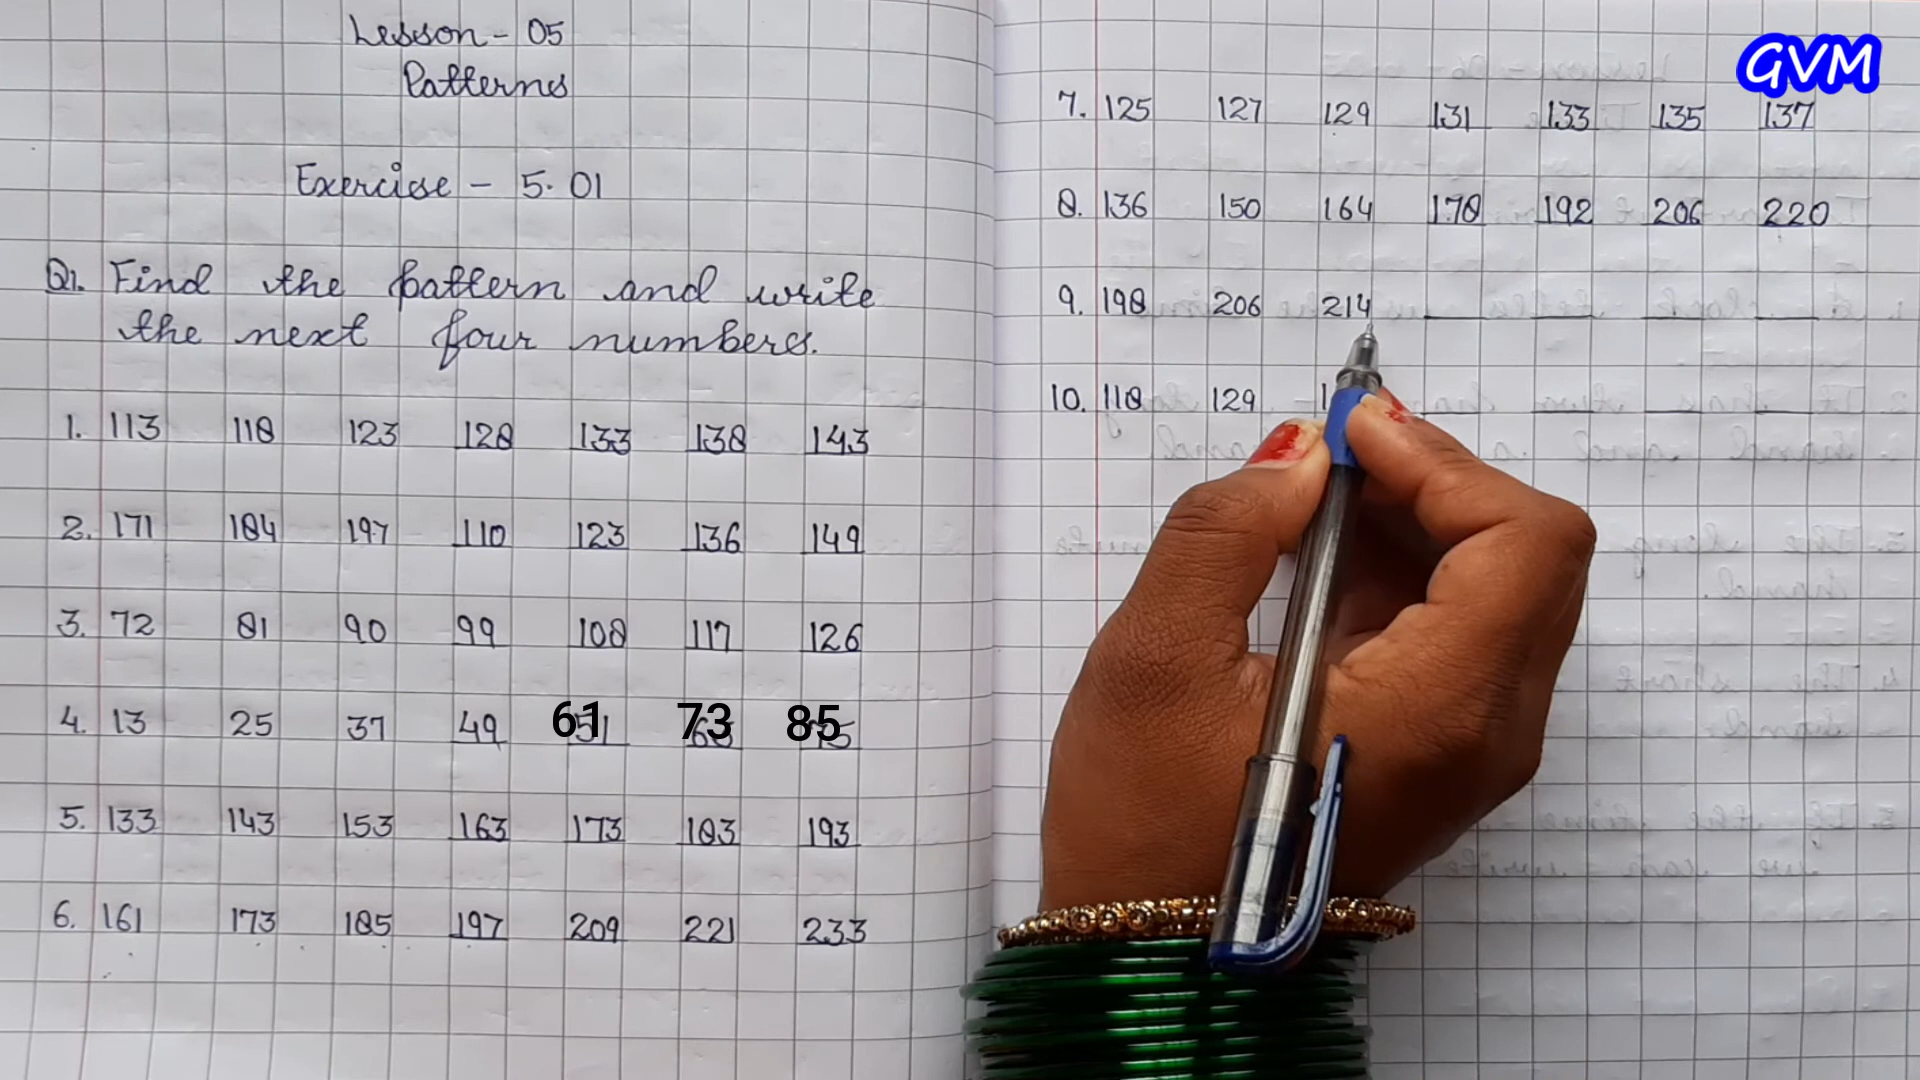 Lesson - 05
Patterns
Exercise - 5.01
Q1. Find the pattern and write
the next four numbers.
1. 113 118 123 128 133 138 143
2. 171 184 197 110 123 136 149
3. 72 81 90 99 108 117 126
4. 13 25 37 49 61 73 85
5. 133 143 153 163 173 183 193
6. 161 173 185 197 209 221 233
GVM
7. 125 127 129 131 133 135 137
8. 136 150 164 178 192 206 220
9. 198 206 214
10. 118 129